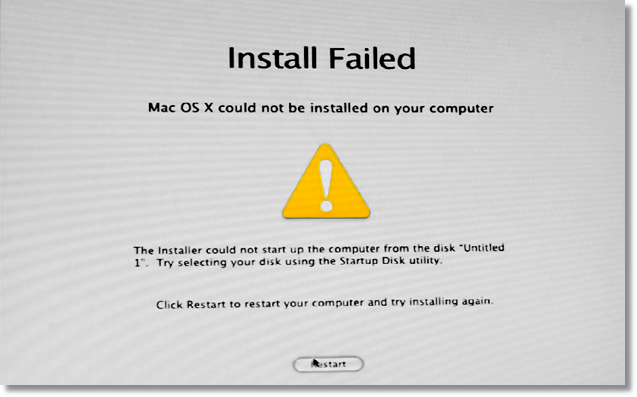 Install Failed
Mac OS X could not be installed on your computer
The Installer could not start up the computer from the disk "Untitled
1". Try selecting your disk using the Startup Disk utility.
Click Restart to restart your computer and try installing again.
Restart